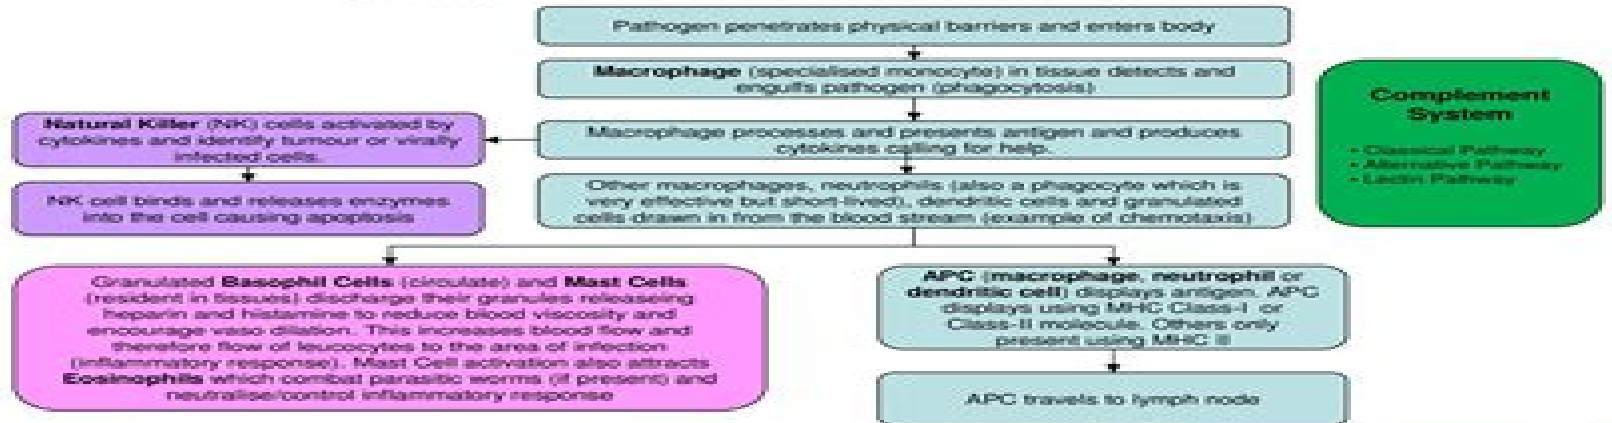 Pathogen penetrates physical barriers and enters body
Macrophage (specialised monocyte) in tissue detects and
engulfs pathogen (phagocytosis)
Macrophage processes and presents antigen and produces
cytokines calling for help.
Natural Killer (NK) cells activated by
cytokines and identify tumour or virally
infected cells.
NK cell binds and releases enzymes
into the cell causing apoptosis
Other macrophages, neutrophils (also a phagocyte which is
very effective but short-lived), dendritic cells and granulated
cells drawn in from the blood stream (example of chemotaxis)
Complement
System
• Classical Pathway
• Alternative Pathway
• Lectin Pathway
Granulated Basophil Cells (circulate) and Mast Cells
(resident in tissues) discharge their granules releaseing
heparin and histamine to reduce blood viscosity and
encourage vaso dilation. This increases blood flow and
therefore flow of leucocytes to the area of infection
(inflammatory response). Mast Cell activation also attracts
Eosinophils which combat parasitic worms (if present) and
neutralise/control inflammatory response
APC (macrophage, neutrophil or
dendritic cell) displays antigen. APC
displays using MHC Class-I or
Class-II molecule. Others only
present using MHC II
APC travels to lymph node